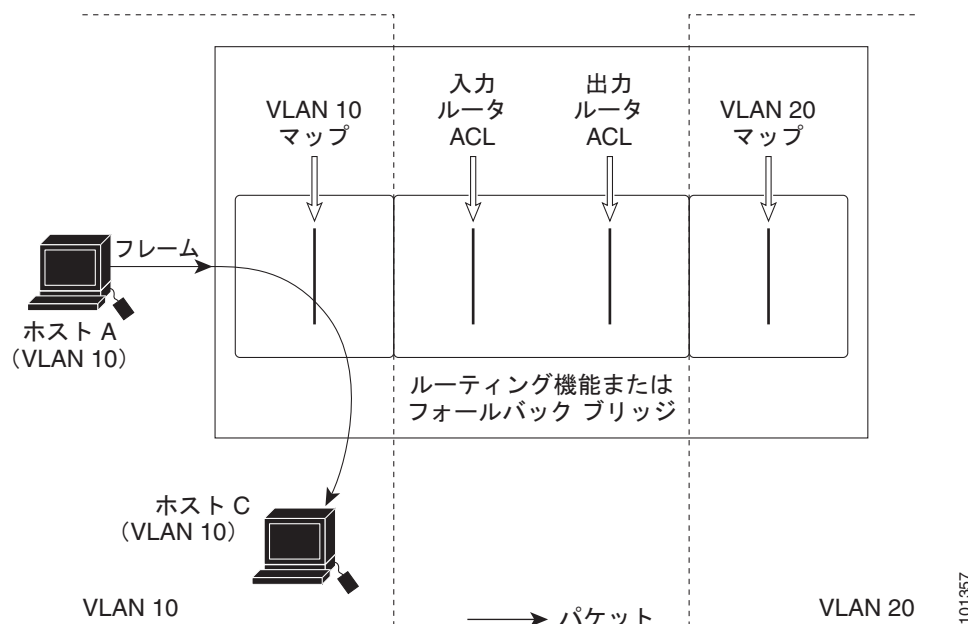 VLAN 10
マップ
入力
ルータ
ACL
出力
ルータ
ACL
VLAN 20
マップ
フレーム
ホスト A
（VLAN 10）
ルーティング機能または
フォールバック ブリッジ
ホスト C
（VLAN 10）
VLAN 10
パケット
VLAN 20
101357